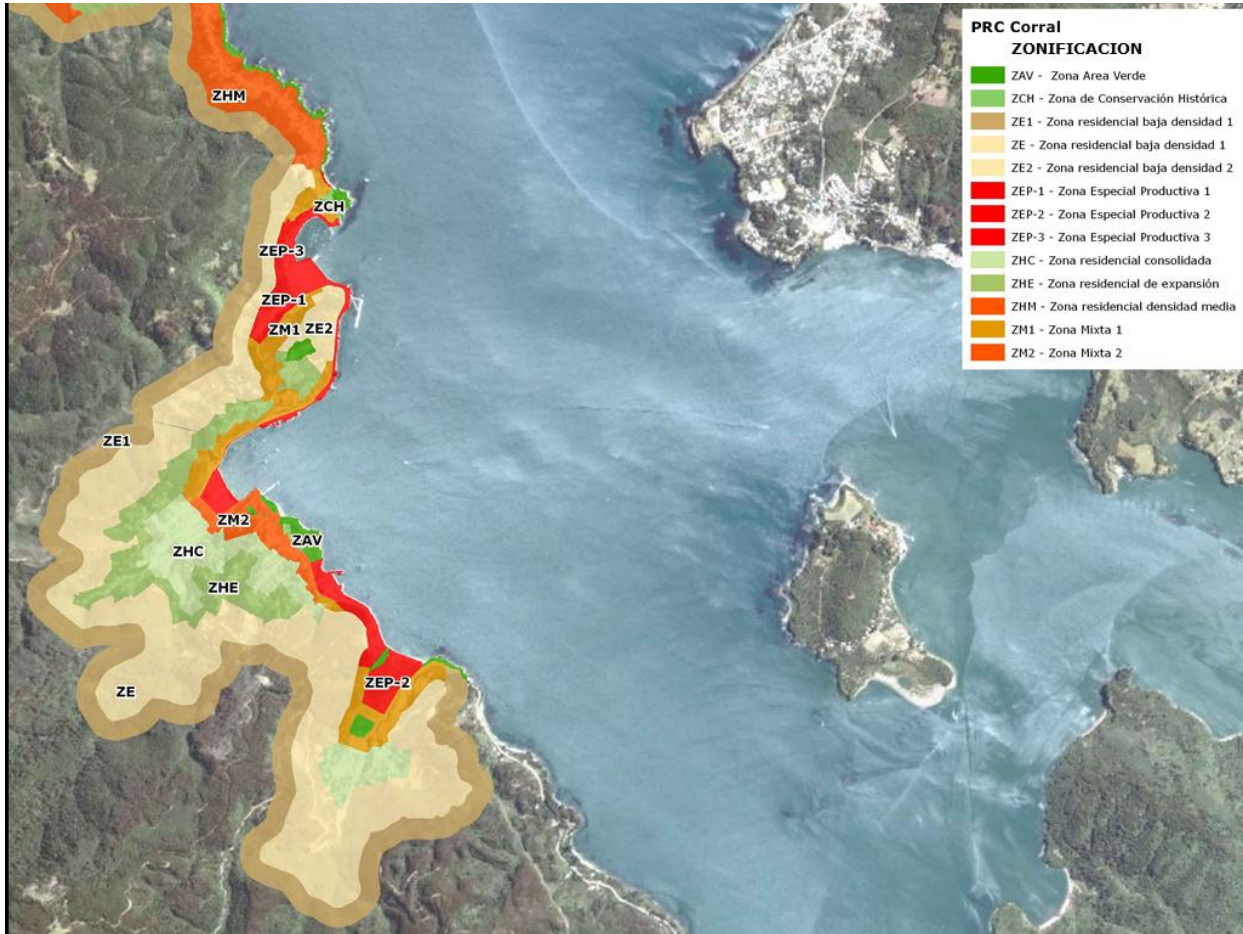 PRC Corral
ZONIFICACION
ZAV - Zona Area Verde
ZCH - Zona de Conservación Histórica
ZE1 - Zona residencial baja densidad 1
ZE - Zona residencial baja densidad 1
ZE2 - Zona residencial baja densidad 2
ZEP-1 - Zona Especial Productiva 1
ZEP-2 - Zona Especial Productiva 2
ZEP-3 - Zona Especial Productiva 3
ZHC - Zona residencial consolidada
ZHE - Zona residencial de expansión
ZHM - Zona residencial densidad media
ZM1 - Zona Mixta 1
ZM2 - Zona Mixta 2
ZHM
ZCH
ZEP-3
ZEP-1
ZM1 ZE2
ZE1
ZM2
ZAV
ZHC
ZHE
ZEP-2
ZE